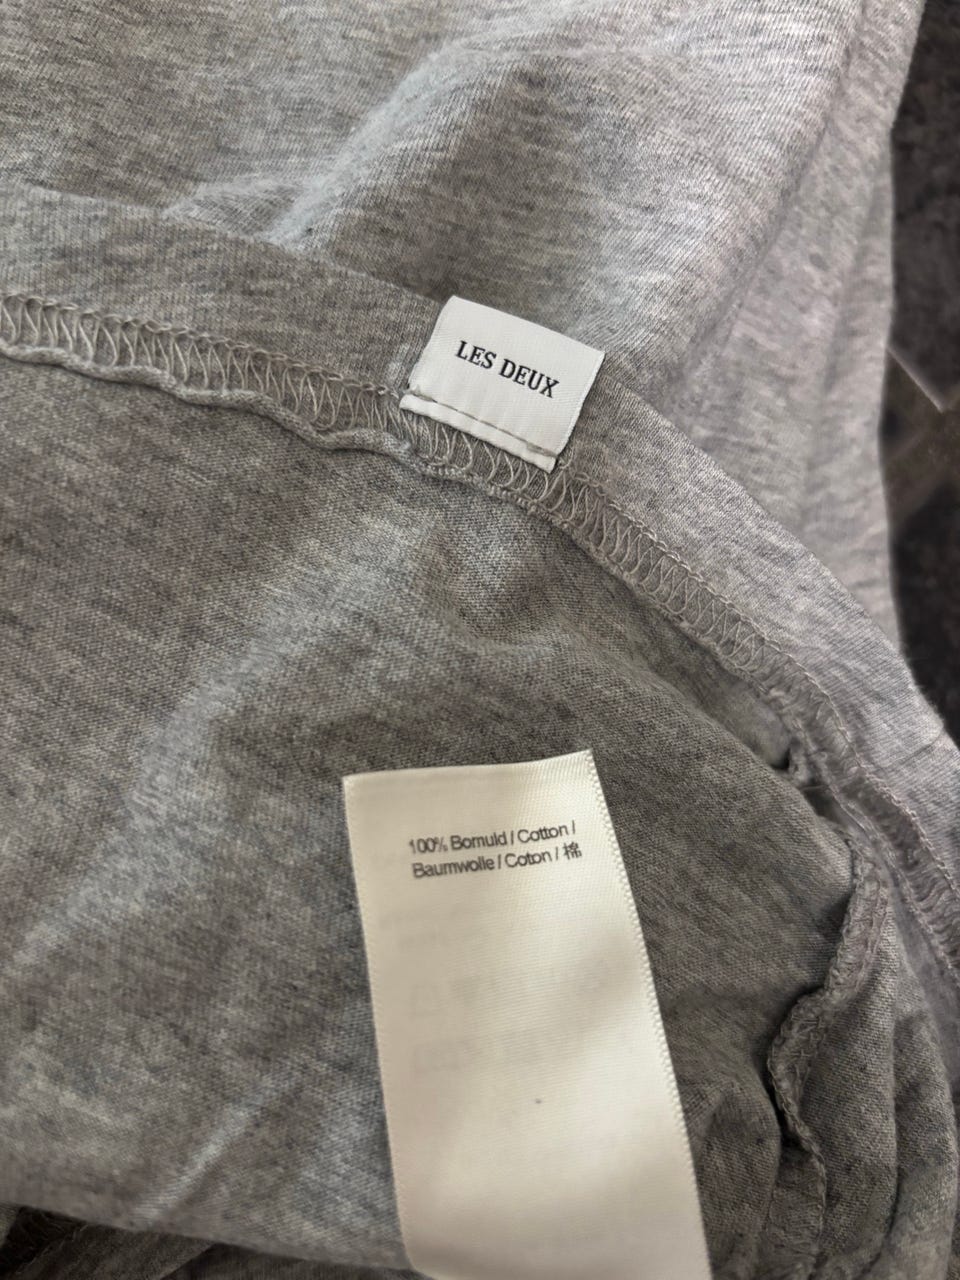 LES DEUX
100% Bomuld / Cotton /
Baumwolle / Coton / 棉